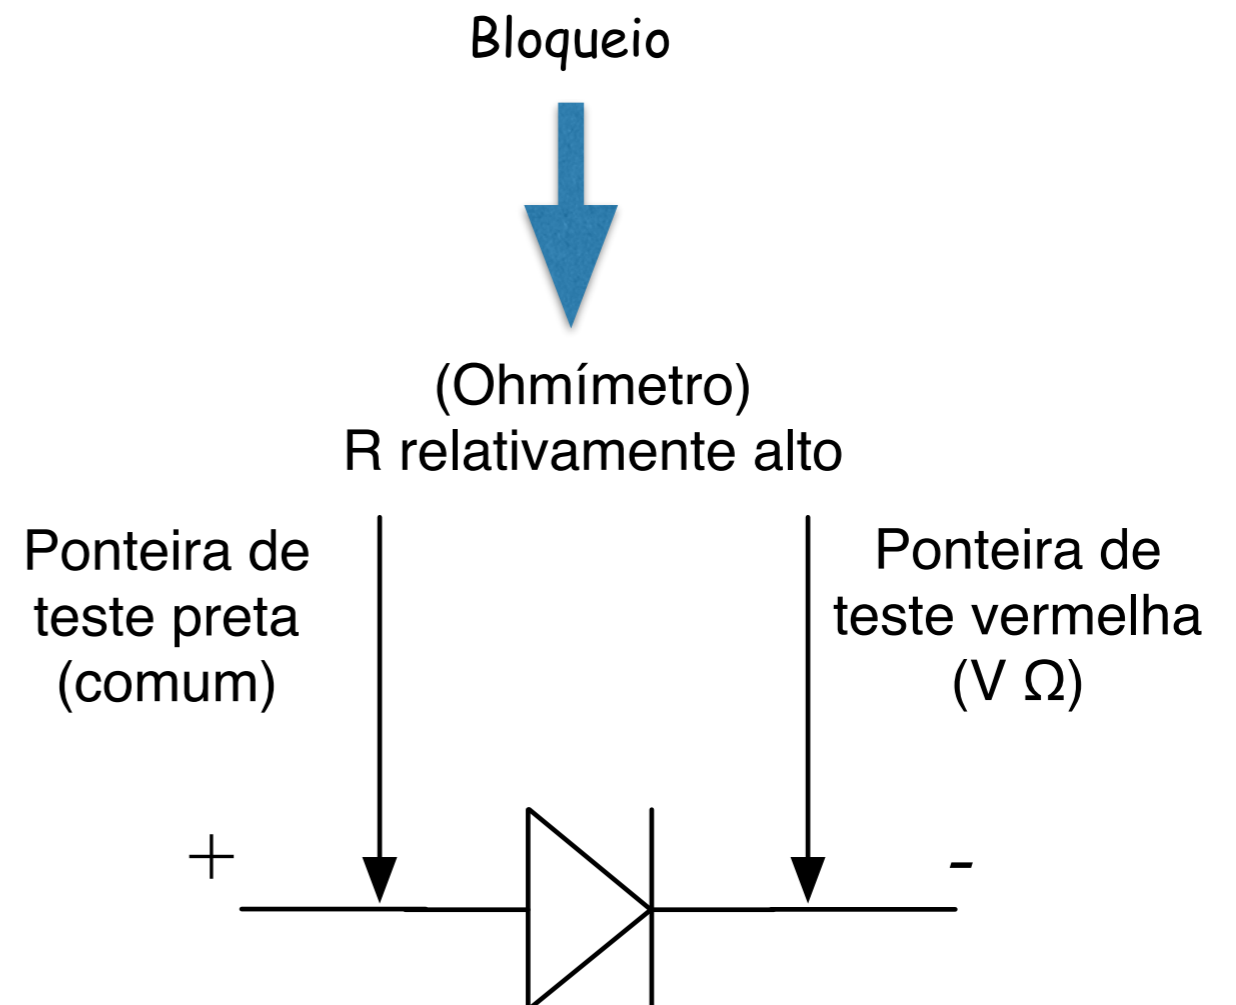 Bloqueio
(Ohmímetro)
R relativamente alto
Ponteira de
teste preta
(comum)
Ponteira de
teste vermelha
(V Ω)
+
-